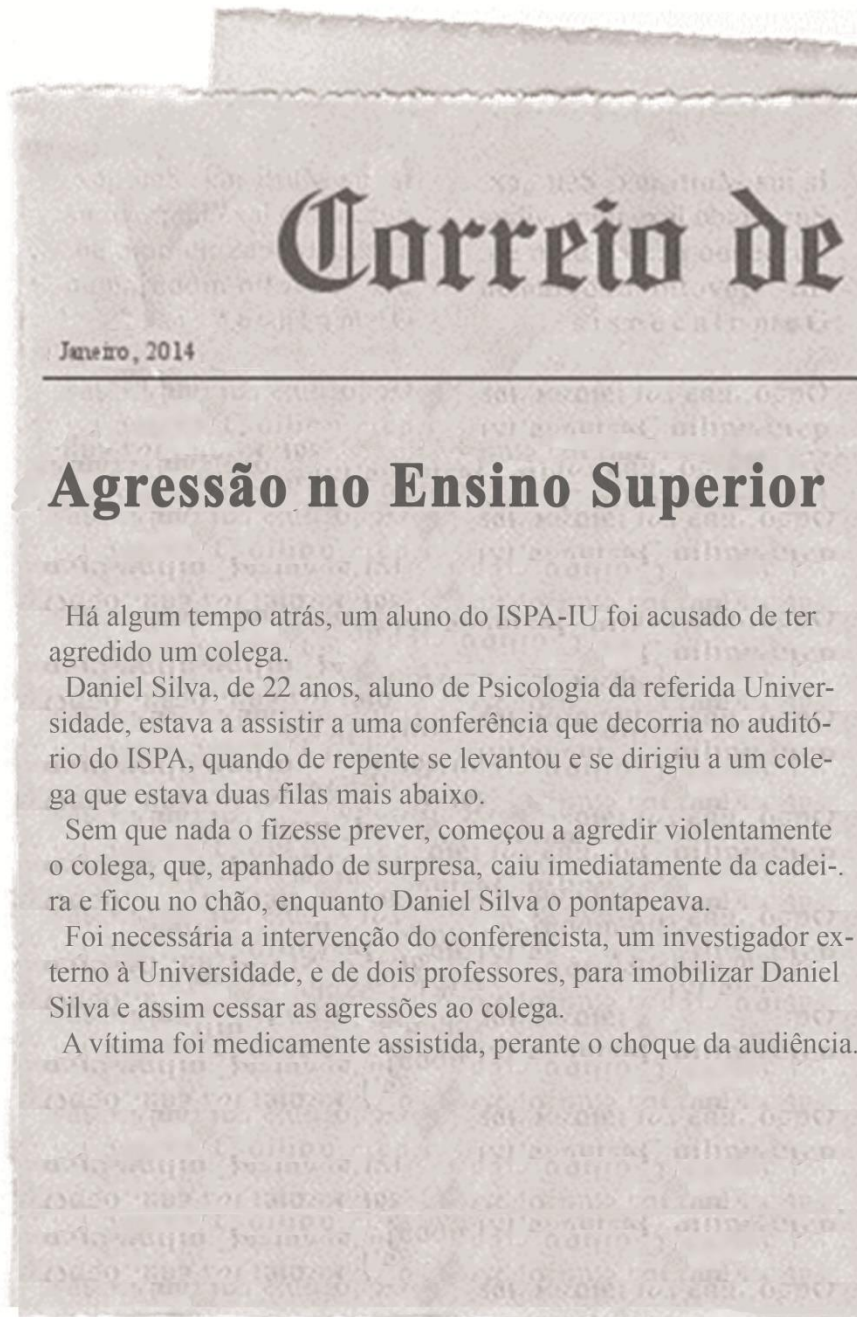 Correio de
Janeiro, 2014
Agressão no Ensino Superior
Há algum tempo atrás, um aluno do ISPA-IU foi acusado de ter
agredido um colega.
Daniel Silva, de 22 anos, aluno de Psicologia da referida Univer-
sidade, estava a assistir a uma conferência que decorria no auditó-
rio do ISPA, quando de repente se levantou e se dirigiu a um cole-
ga que estava duas filas mais abaixo.
Sem que nada o fizesse prever, começou a agredir violentamente
o colega, que, apanhado de surpresa, caiu imediatamente da cadei-.
ra e ficou no chão, enquanto Daniel Silva o pontapeava.
Foi necessária a intervenção do conferencista, um investigador ex-
terno à Universidade, e de dois professores, para imobilizar Daniel
Silva e assim cessar as agressões ao colega.
A vítima foi medicamente assistida, perante o choque da audiência.